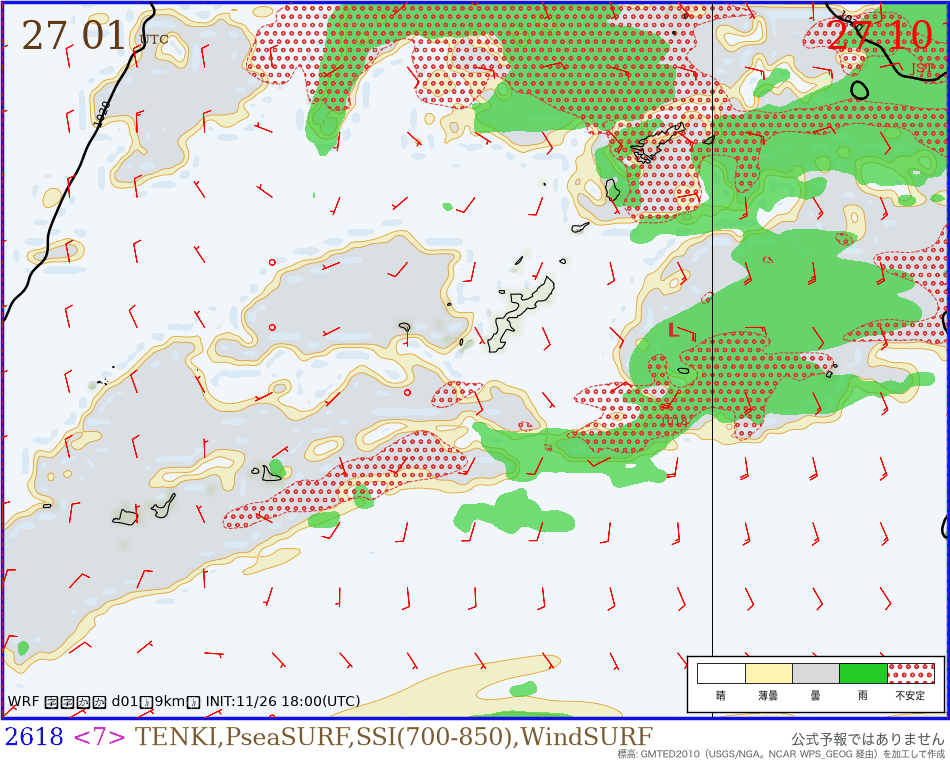 27 01 UTC
27 10
JST
1020
L
WRF d01 9km INIT:11/26 18:00(UTC)
晴 薄曇 曇 雨 不安定
2618 <7> TENKI,PseaSURF,SSI(700-850),WindSURF
公式予報ではありません
標高: GMTED2010（USGS/NGA。NCAR WPS_GEOG 経由）を加工して作成